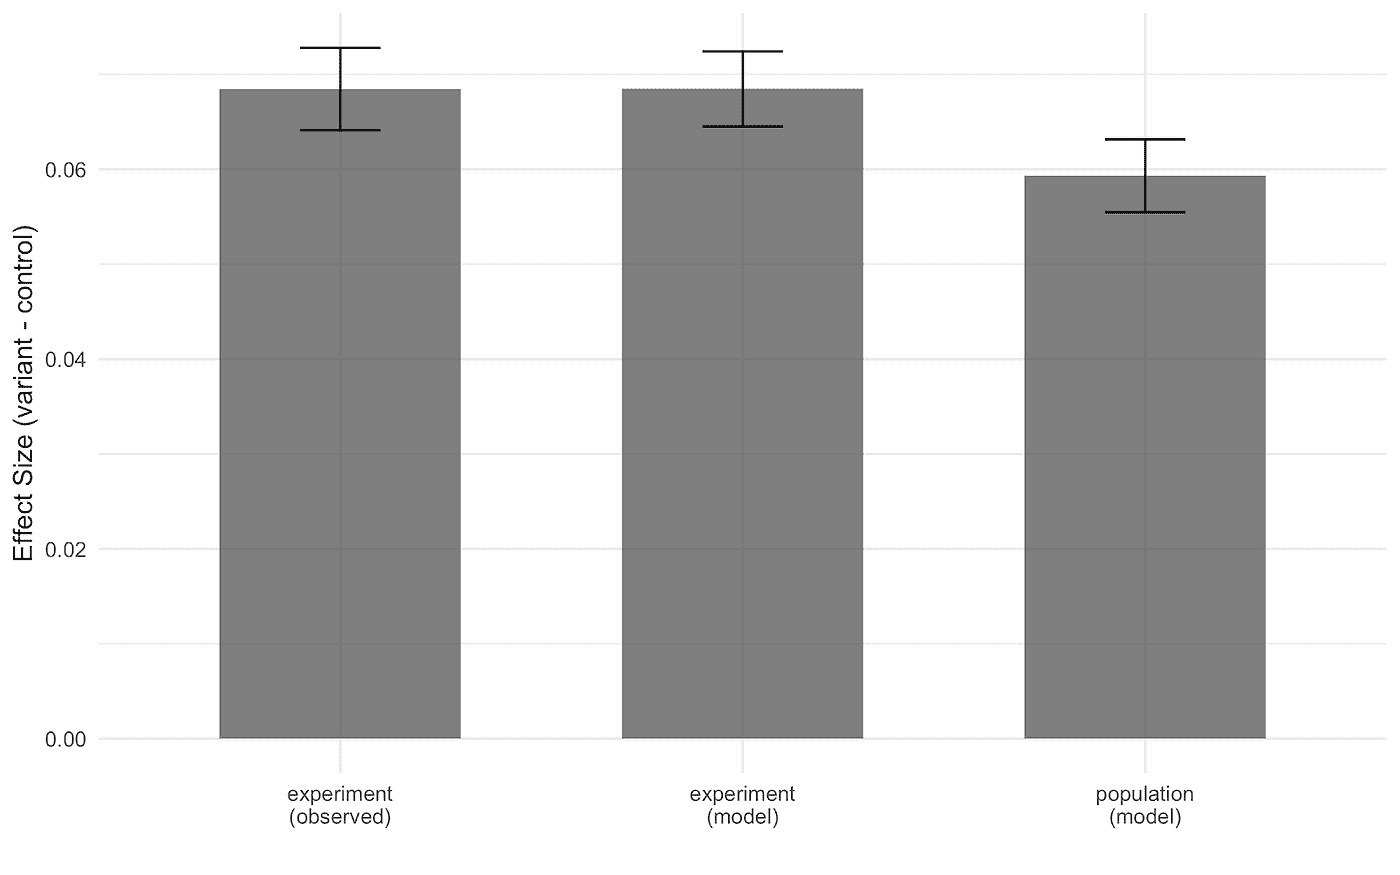 Effect Size (variant - control)
0.06
0.04
0.02
0.00
experiment
(observed)
experiment
(model)
population
(model)